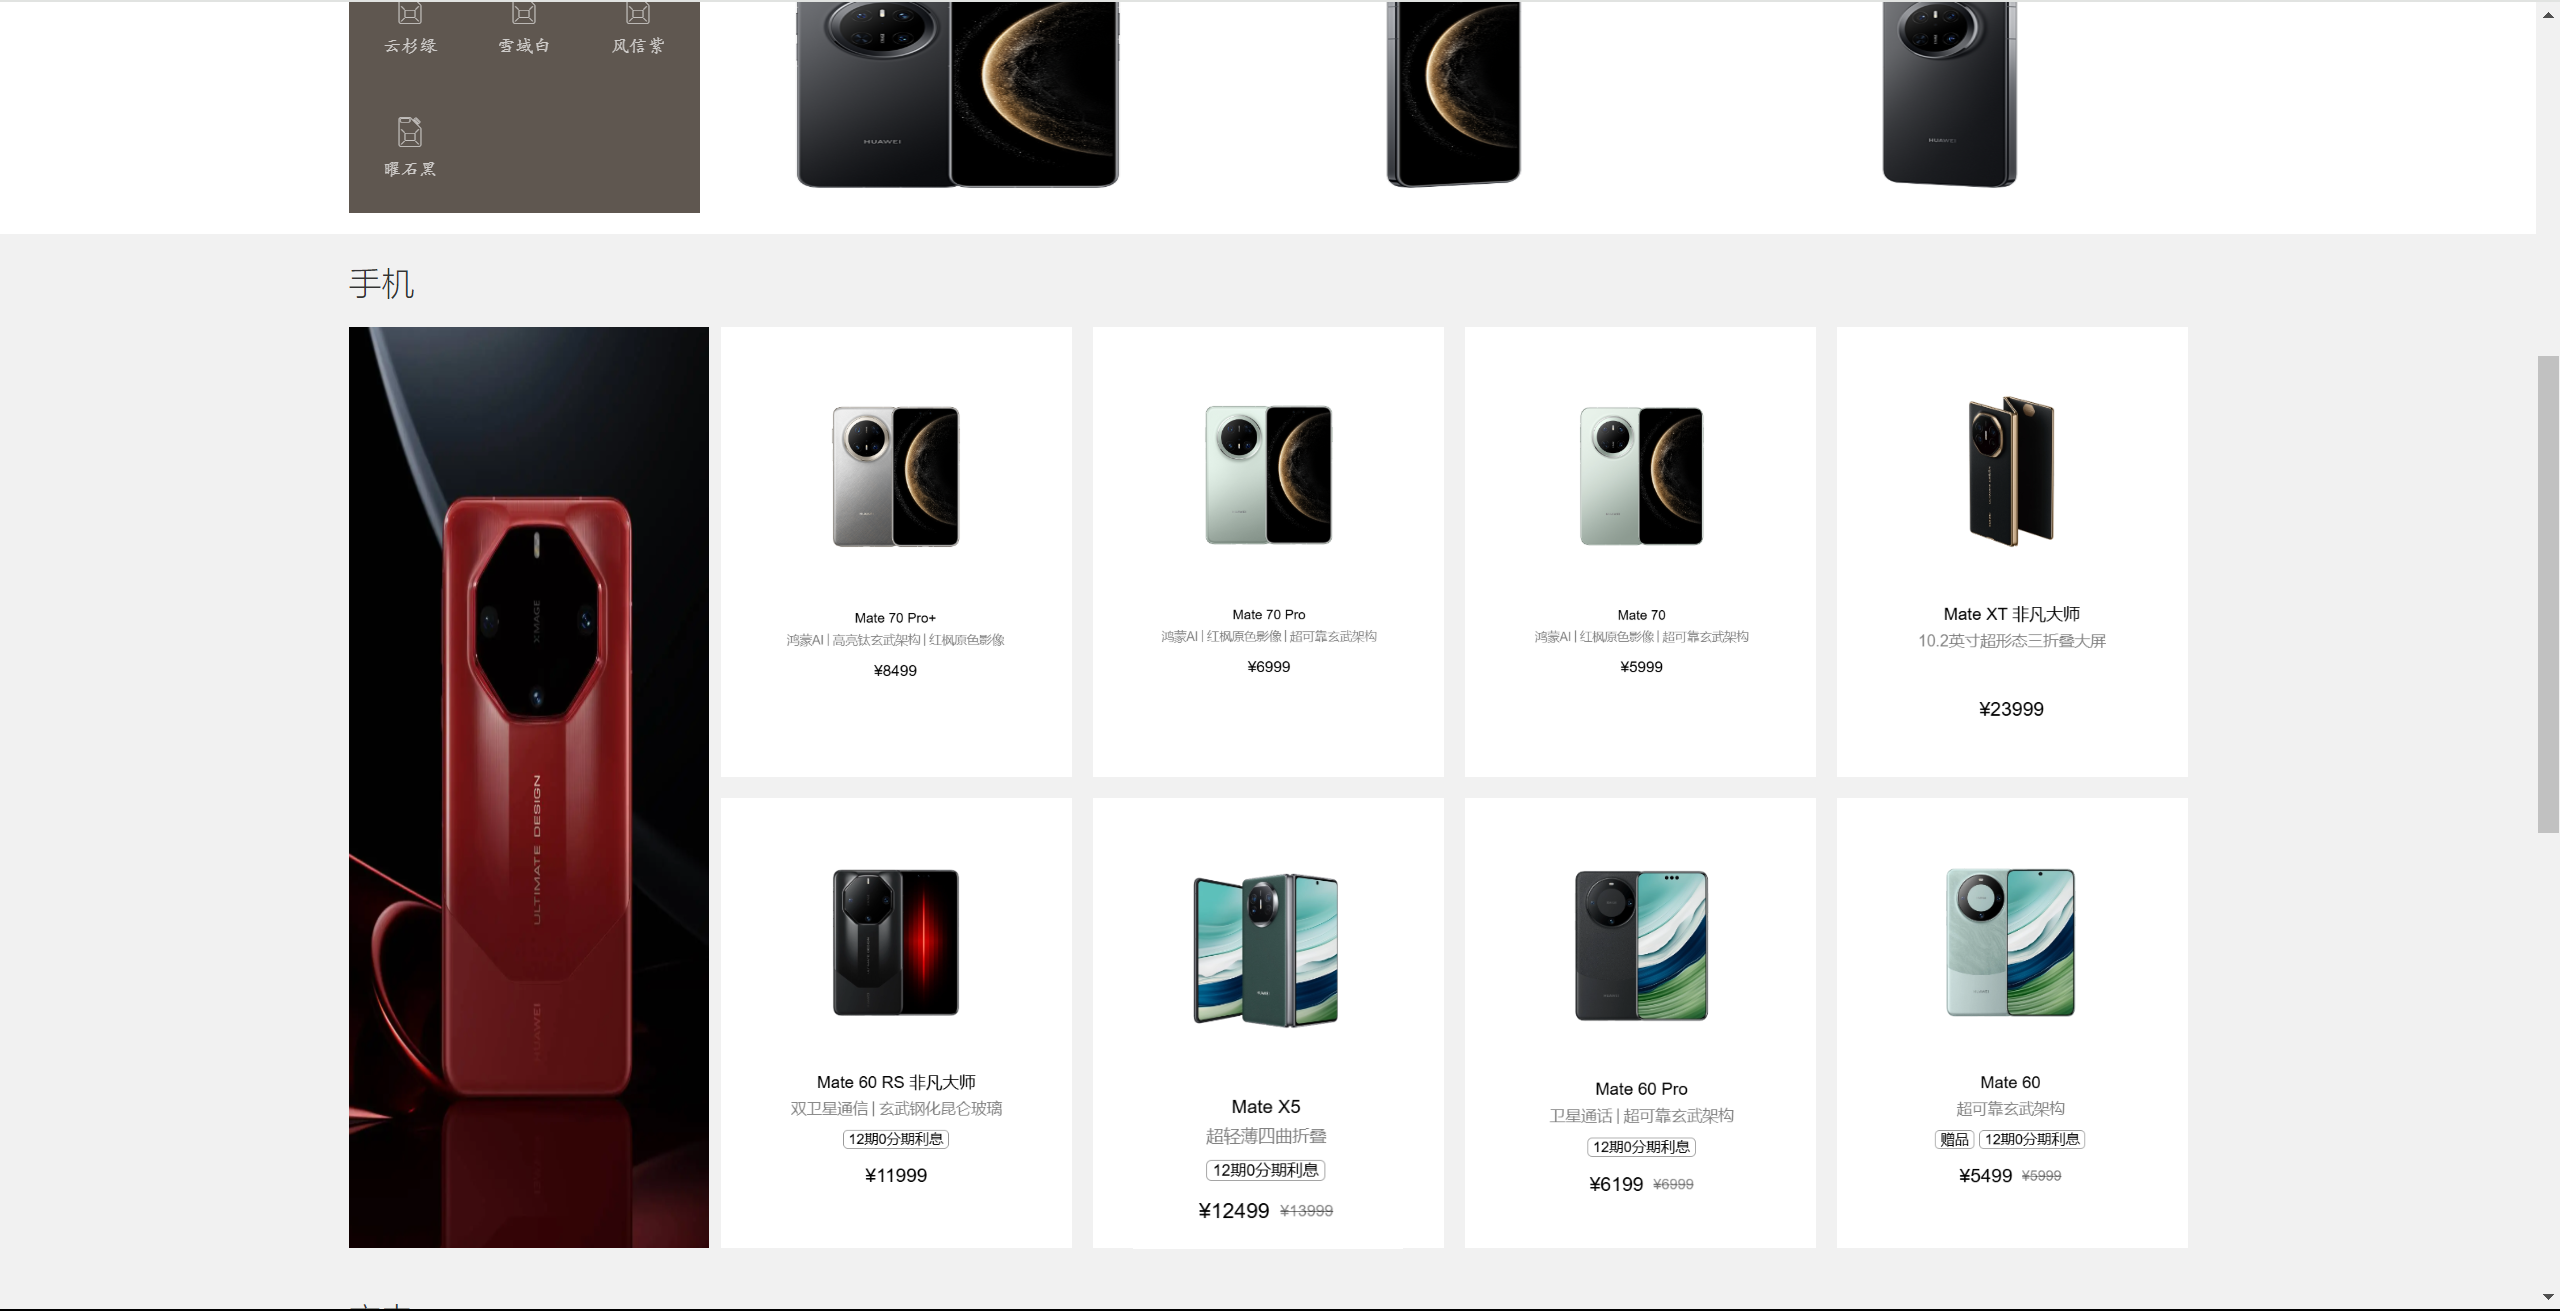 云杉绿 雪域白 风信紫
曜石黑
HUAWEI
HUAWEI
手机
XMAGE
ULTIMATE DESIGN
HUAWEI
Mate 70 Pro+
鸿蒙AI | 高亮钛玄武架构 | 红枫原色影像
¥8499
Mate 70 Pro
鸿蒙AI | 红枫原色影像 | 超可靠玄武架构
¥6999
Mate 70
鸿蒙AI | 红枫原色影像 | 超可靠玄武架构
¥5999
Mate XT 非凡大师
10.2英寸超形态三折叠大屏
¥23999
Mate 60 RS 非凡大师
双卫星通信 | 玄武钢化昆仑玻璃
12期0分期利息
¥11999
Mate X5
超轻薄四曲折叠
12期0分期利息
¥12499 ¥13999
Mate 60 Pro
卫星通话 | 超可靠玄武架构
12期0分期利息
¥6199 ¥6999
Mate 60
超可靠玄武架构
赠品 12期0分期利息
¥5499 ¥5999